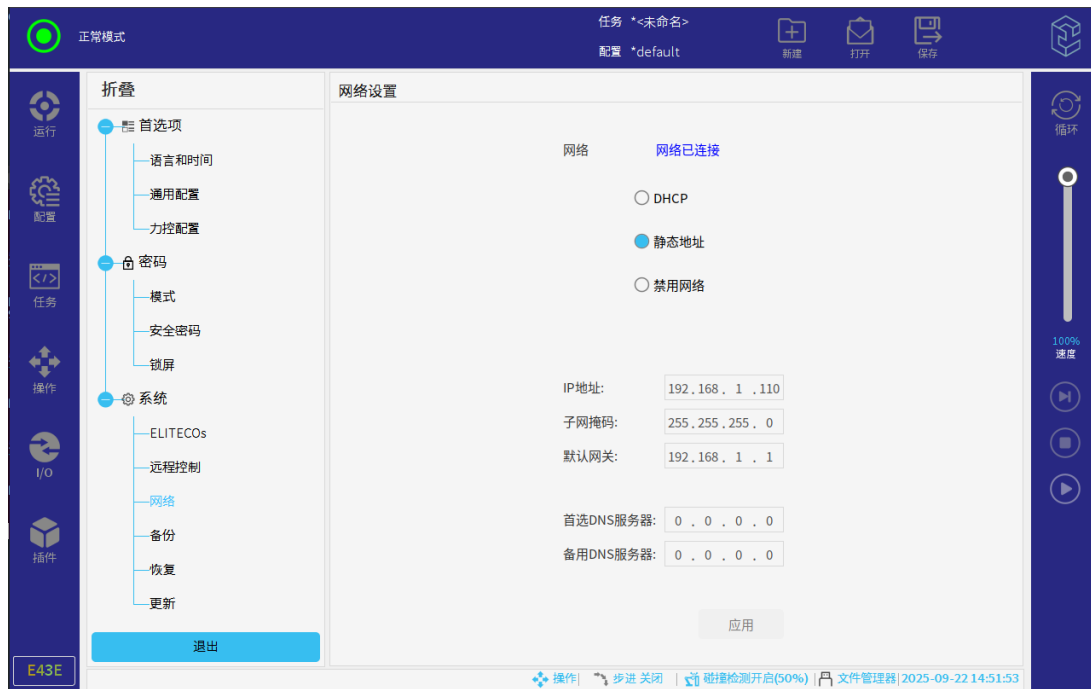 正常模式
任务 *<未命名>
配置 *default
新建
打开
保存
运行
配置
任务
操作
I/O
插件
E43E
折叠
首选项
语言和时间
通用配置
力控配置
密码
模式
安全密码
锁屏
系统
ELITECOs
远程控制
网络
备份
恢复
更新
退出
网络设置
网络 网络已连接
DHCP
静态地址
禁用网络
IP地址: 192.168. 1 .110
子网掩码: 255.255.255. 0
默认网关: 192.168. 1 . 1
首选DNS服务器: 0 . 0 . 0 . 0
备用DNS服务器: 0 . 0 . 0 . 0
应用
循环
100%
速度
操作| 步进 关闭 | 碰撞检测开启(50%) | 文件管理器|2025-09-22 14:51:53